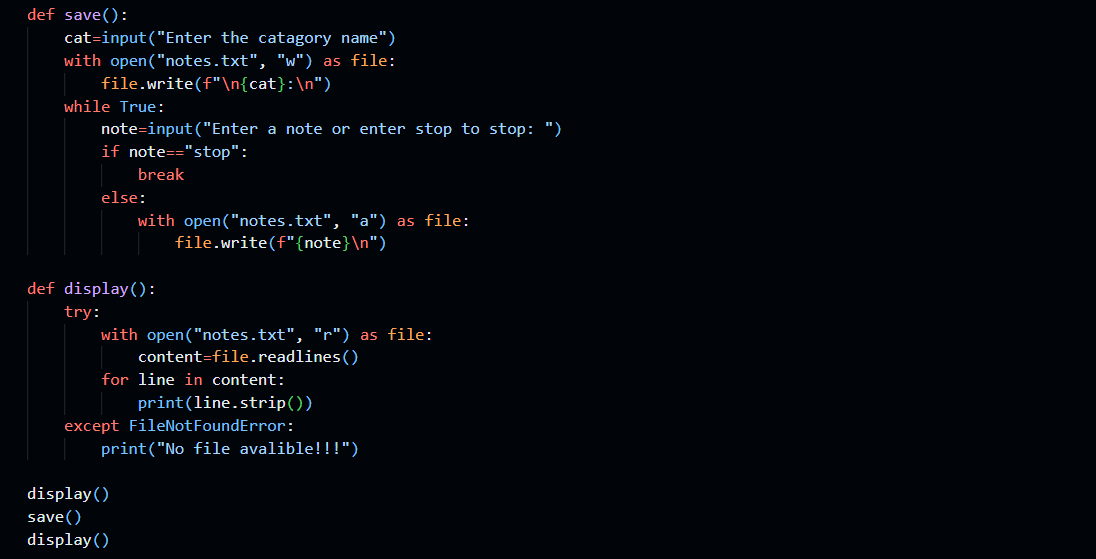 def save():
    cat=input("Enter the catagory name")
    with open("notes.txt", "w") as file:
        file.write(f"\n{cat}:\n")
    while True:
        note=input("Enter a note or enter stop to stop: ")
        if note=="stop":
            break
        else:
            with open("notes.txt", "a") as file:
                file.write(f"{note}\n")

def display():
    try:
        with open("notes.txt", "r") as file:
            content=file.readlines()
        for line in content:
            print(line.strip())
    except FileNotFoundError:
        print("No file avalible!!!")

display()
save()
display()